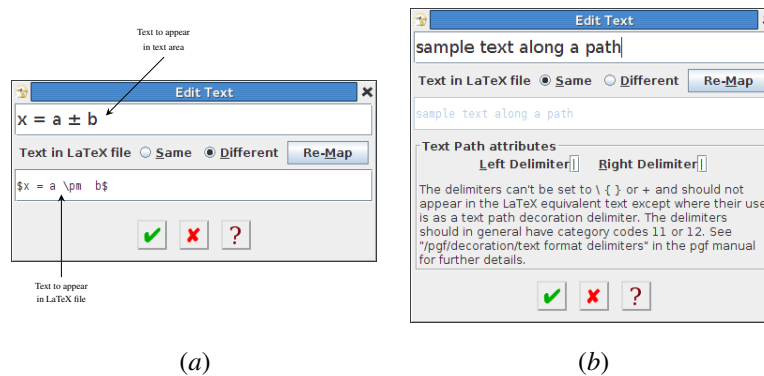 Text to appear
in text area
Edit Text
x = a ± b
Text in LaTeX file Same Different Re-Map
$x = a \pm  b$
?
Text to appear
in LaTeX file
(a)
Edit Text
sample text along a path
Text in LaTeX file Same Different Re-Map
sample text along a path
Text Path attributes
Left Delimiter | Right Delimiter |
The delimiters can't be set to \ { } or + and should not
appear in the LaTeX equivalent text except where their use
is as a text path decoration delimiter. The delimiters
should in general have category codes 11 or 12. See
"/pgf/decoration/text format delimiters" in the pgf manual
for further details.
?
(b)